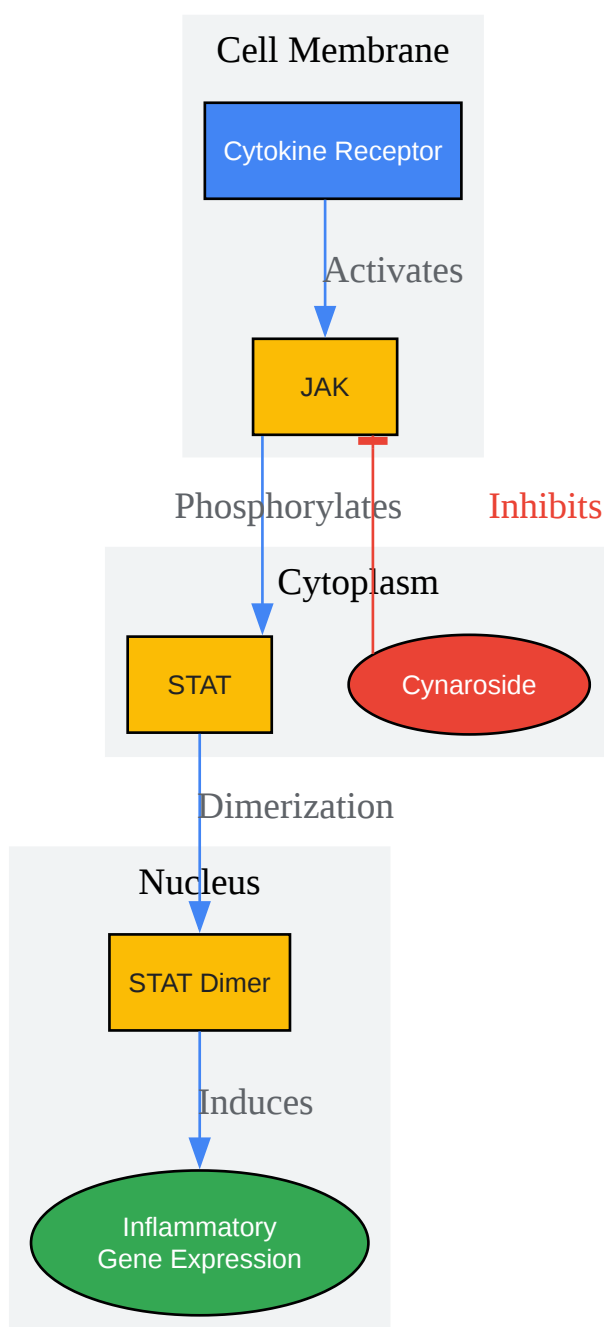 Cell Membrane
Cytokine Receptor
Activates
JAK
Phosphorylates
Inhibits
Cytoplasm
STAT
Cynaroside
Dimerization
Nucleus
STAT Dimer
Induces
Inflammatory
Gene Expression